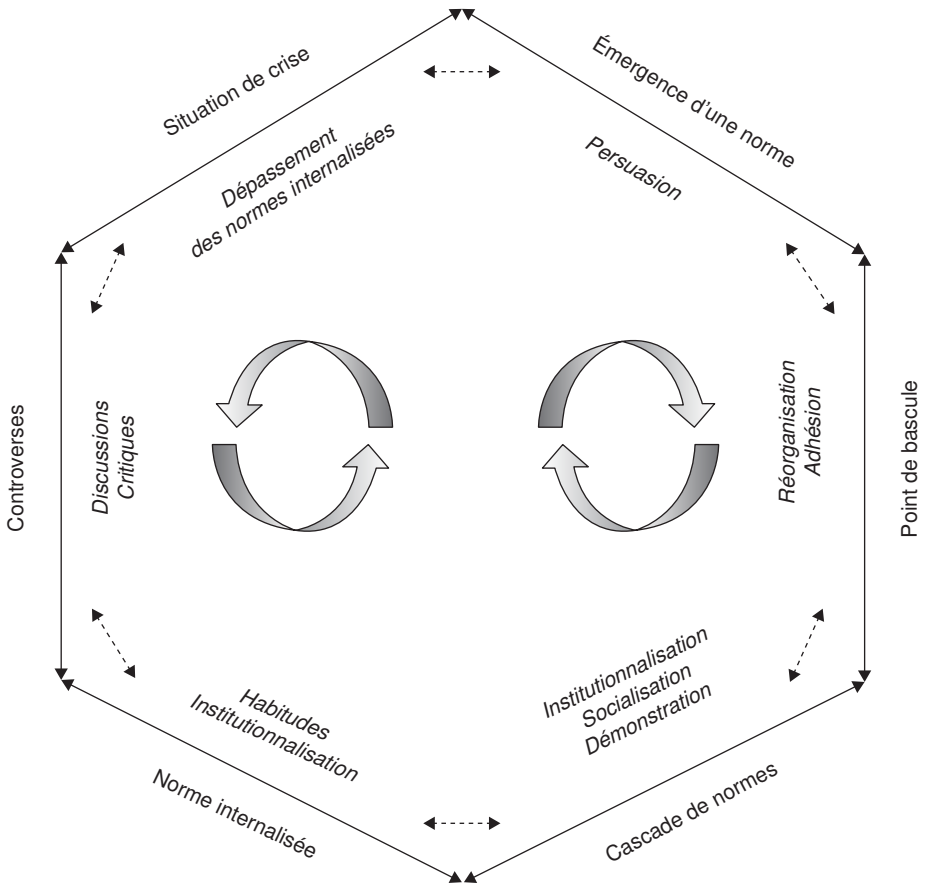 Situation de crise
Dépassement
des normes internalisées
Émergence d'une norme
Persuasion
Point de bascule
Réorganisation
Adhésion
Cascade de normes
Institutionnalisation
Socialisation
Démonstration
Norme internalisée
Habitudes
Institutionnalisation
Controverses
Discussions
Critiques